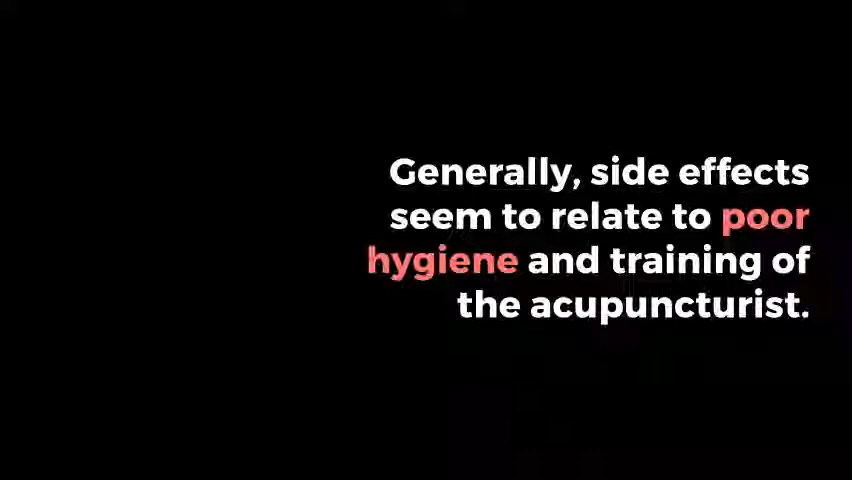 Generally, side effects
seem to relate to poor
hygiene and training of
the acupuncturist.